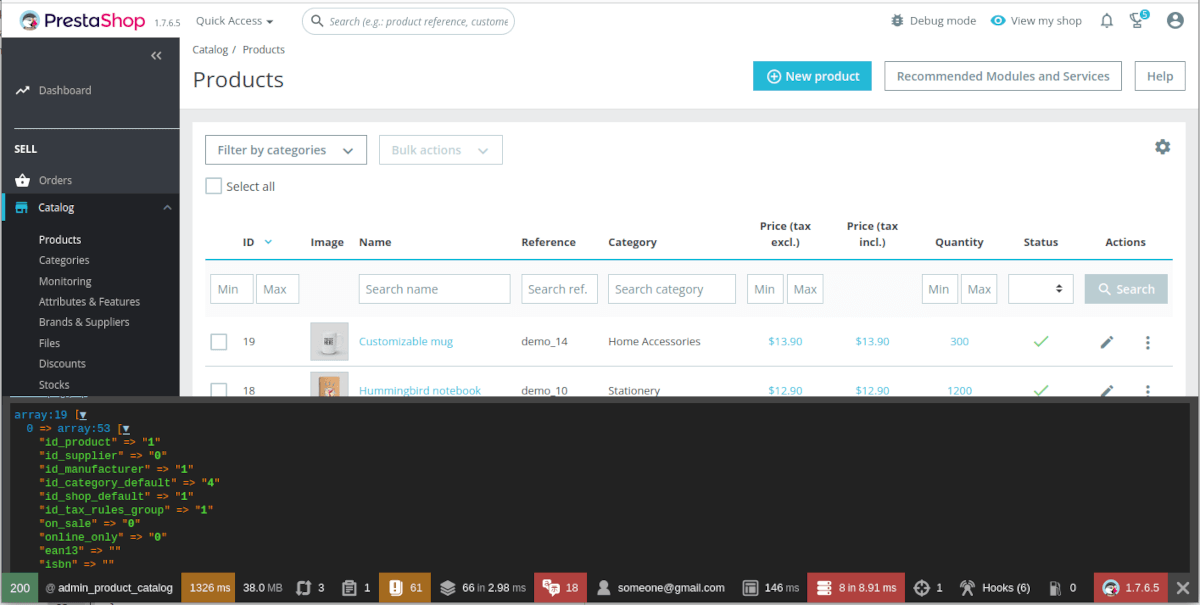 PrestaShop 1.7.6.5 Quick Access Search (e.g.: product reference, custome Debug mode View my shop 5
Catalog / Products
Products
New product Recommended Modules and Services Help
Dashboard
SELL
Orders
Catalog
Products
Categories
Monitoring
Attributes & Features
Brands & Suppliers
Files
Discounts
Stocks
Filter by categories Bulk actions
Select all
ID Image Name Reference Category Price (tax excl.) Price (tax incl.) Quantity Status Actions
Min Max Search name Search ref. Search category Min Max Min Max Search
19 Customizable mug demo_14 Home Accessories $13.90 $13.90 300
18 Hummingbird notebook demo_10 Stationery $12.90 $12.90 1200
array:19 [▼
0 => array:53 [▼
"id_product" => "1"
"id_supplier" => "0"
"id_manufacturer" => "1"
"id_category_default" => "4"
"id_shop_default" => "1"
"id_tax_rules_group" => "1"
"on_sale" => "0"
"online_only" => "0"
"ean13" => ""
"isbn" => ""
200 @ admin_product_catalog 1326 ms 38.0 MB 3 1 61 66 in 2.98 ms 18 someone@gmail.com 146 ms 8 in 8.91 ms 1 Hooks (6) 0 1.7.6.5